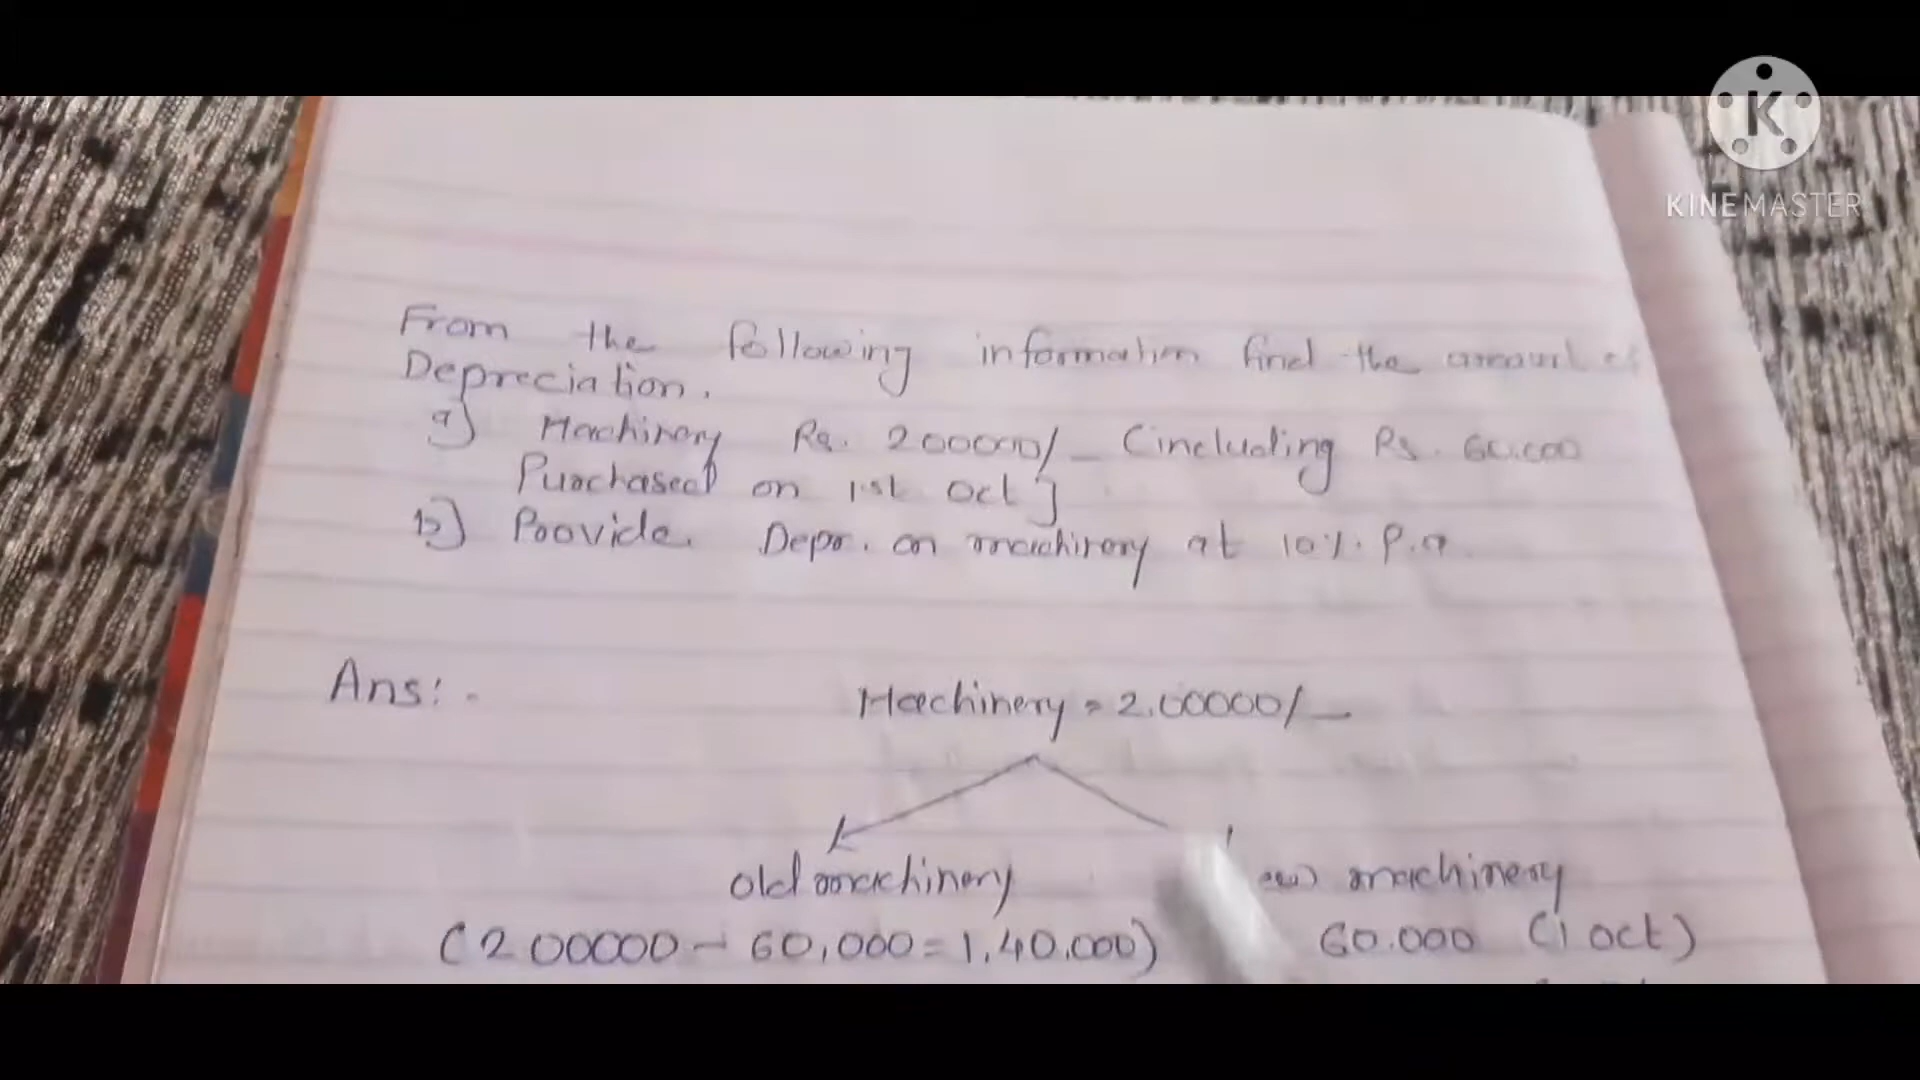 K
KINEMASTER
From the following information find the amount of
Depreciation.
a) Machinery Rs. 200000/- (including Rs. 60.000
Purchased on 1st Oct]
b) Provide. Depr. on machinery at 10%. P.a
Ans:- Machinery = 2.00000/-
old machinery machinery
(200000 - 60,000 = 1,40.000) 60.000 (1 oct)